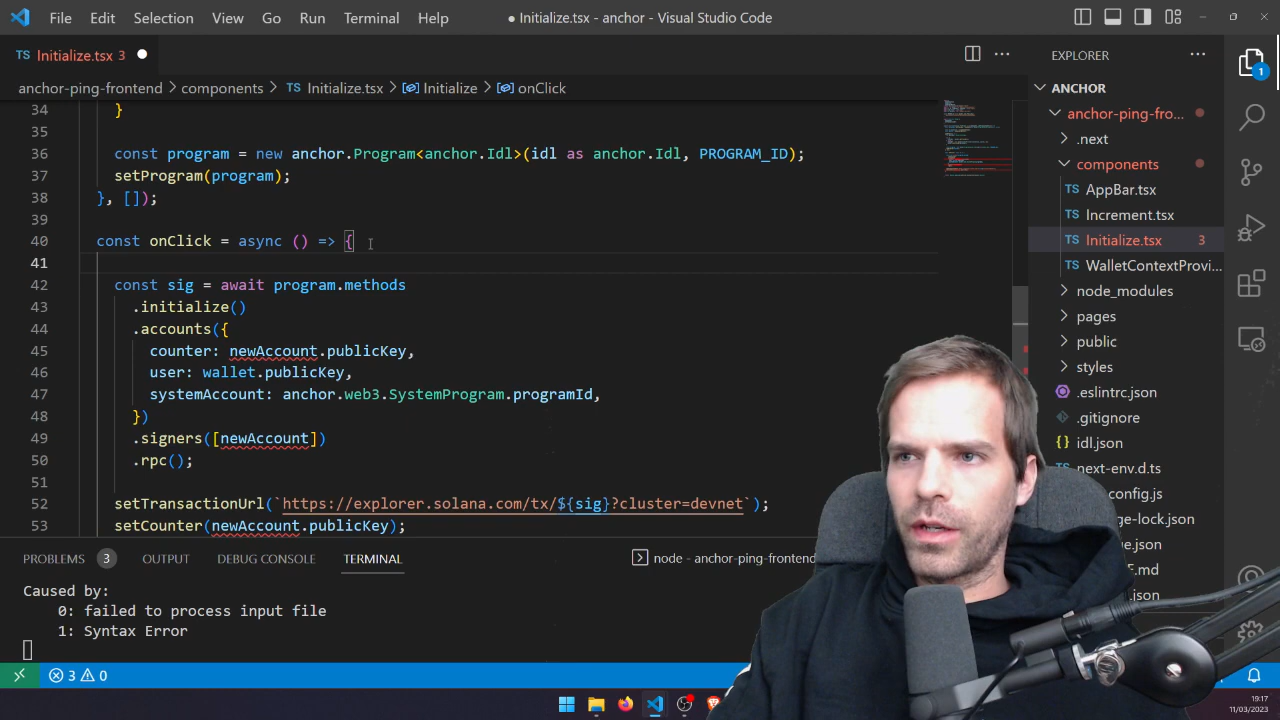 File Edit Selection View Go Run Terminal Help
● Initialize.tsx - anchor - Visual Studio Code
TS Initialize.tsx 3
EXPLORER
anchor-ping-frontend > components > TS Initialize.tsx > Initialize > onClick
34 }
35
36 const program = new anchor.Program<anchor.Idl>(idl as anchor.Idl, PROGRAM_ID);
37 setProgram(program);
38 }, []);
39
40 const onClick = async () => {
41
42 const sig = await program.methods
43 .initialize()
44 .accounts({
45 counter: newAccount.publicKey,
46 user: wallet.publicKey,
47 systemAccount: anchor.web3.SystemProgram.programId,
48 })
49 .signers([newAccount])
50 .rpc();
51
52 setTransactionUrl(`https://explorer.solana.com/tx/${sig}?cluster=devnet`);
53 setCounter(newAccount.publicKey);
ANCHOR
anchor-ping-fro...
.next
components
TS AppBar.tsx
TS Increment.tsx
TS Initialize.tsx 3
TS WalletContextProvi...
node_modules
pages
public
styles
.eslintrc.json
.gitignore
{} idl.json
next-env.d.ts
config.js
ge-lock.json
ge.json
.md
.json
1
PROBLEMS 3 OUTPUT DEBUG CONSOLE TERMINAL
node - anchor-ping-frontend
Caused by:
0: failed to process input file
1: Syntax Error
3 0
19:17
11/03/2023